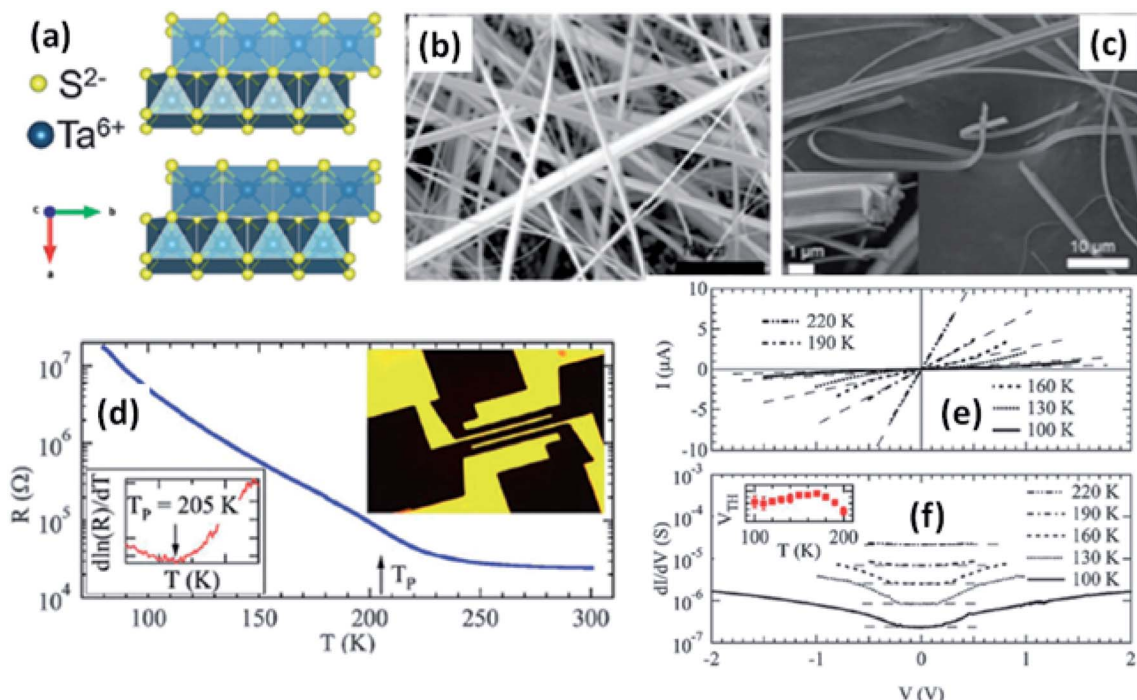 (a)
S2-
Ta6+
c
b
a
(b)
(c)
1 μm
10 μm
R (Ω)
10^7
10^6
10^5
10^4
(d)
dln(R)/dT
T_P = 205 K
T (K)
T_P
100
150
200
250
300
T (K)
I (μA)
10
5
0
-5
-10
220 K
190 K
160 K
130 K
100 K
(e)
dI/dV (S)
10^-3
10^-4
10^-5
10^-6
10^-7
V_TH
100
200
T (K)
(f)
220 K
190 K
160 K
130 K
100 K
-2
-1
0
1
2
V (V)